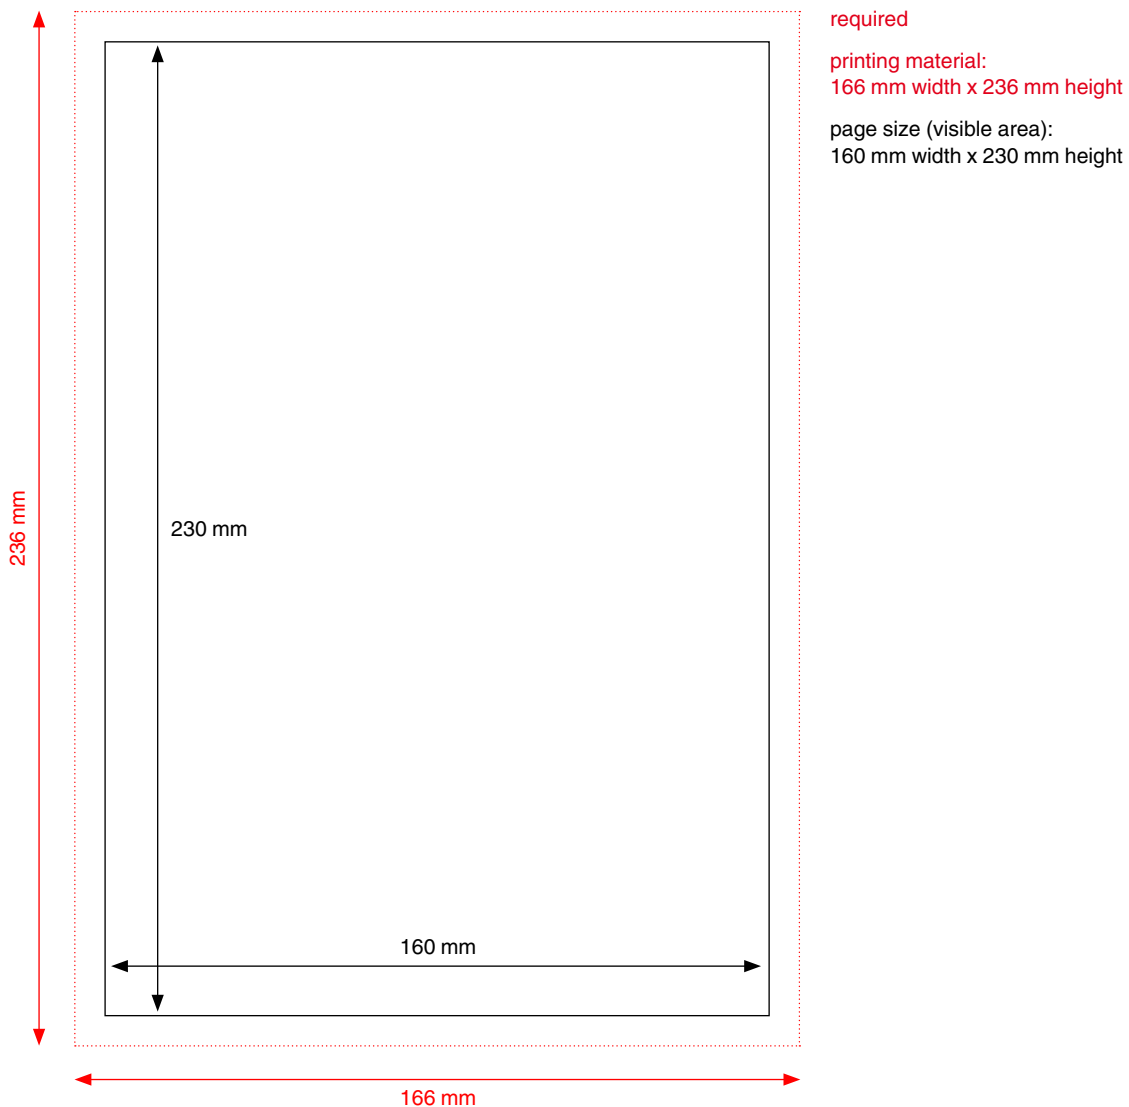 required
printing material:
166 mm width x 236 mm height
page size (visible area):
160 mm width x 230 mm height
236 mm
230 mm
160 mm
166 mm